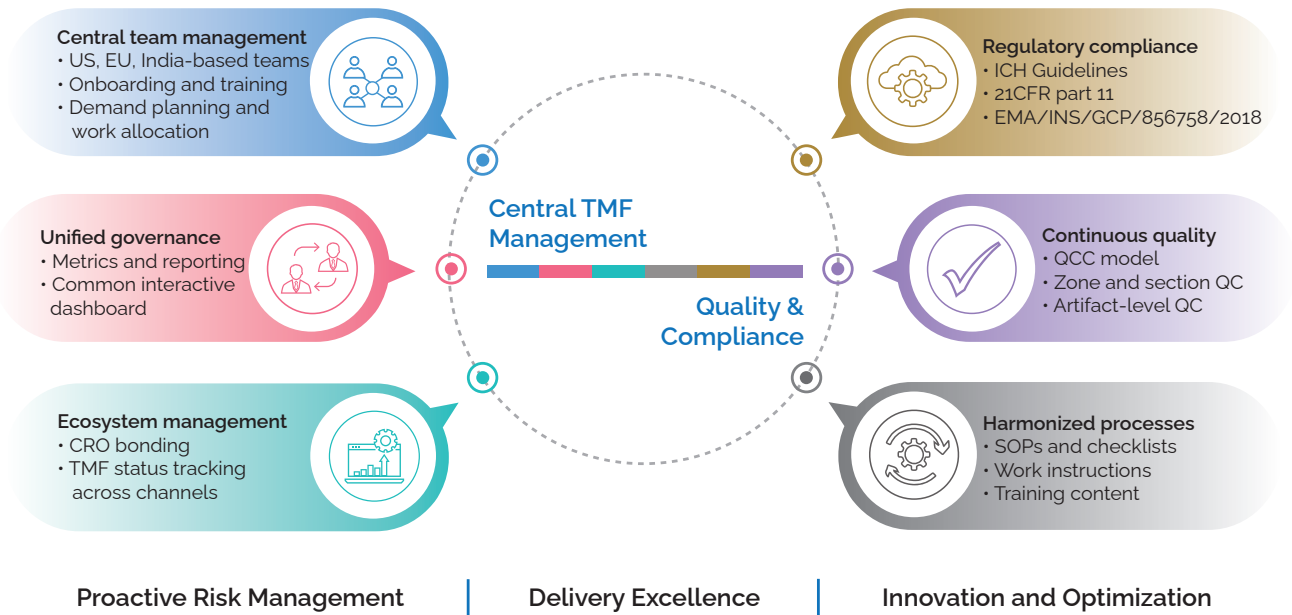 Central team management
• US, EU, India-based teams
• Onboarding and training
• Demand planning and
work allocation
Unified governance
• Metrics and reporting
• Common interactive
dashboard
Ecosystem management
• CRO bonding
• TMF status tracking
across channels
Central TMF
Management
Quality &
Compliance
Regulatory compliance
• ICH Guidelines
• 21CFR part 11
• EMA/INS/GCP/856758/2018
Continuous quality
• QCC model
• Zone and section QC
• Artifact-level QC
Harmonized processes
• SOPs and checklists
• Work instructions
• Training content
Proactive Risk Management | Delivery Excellence | Innovation and Optimization